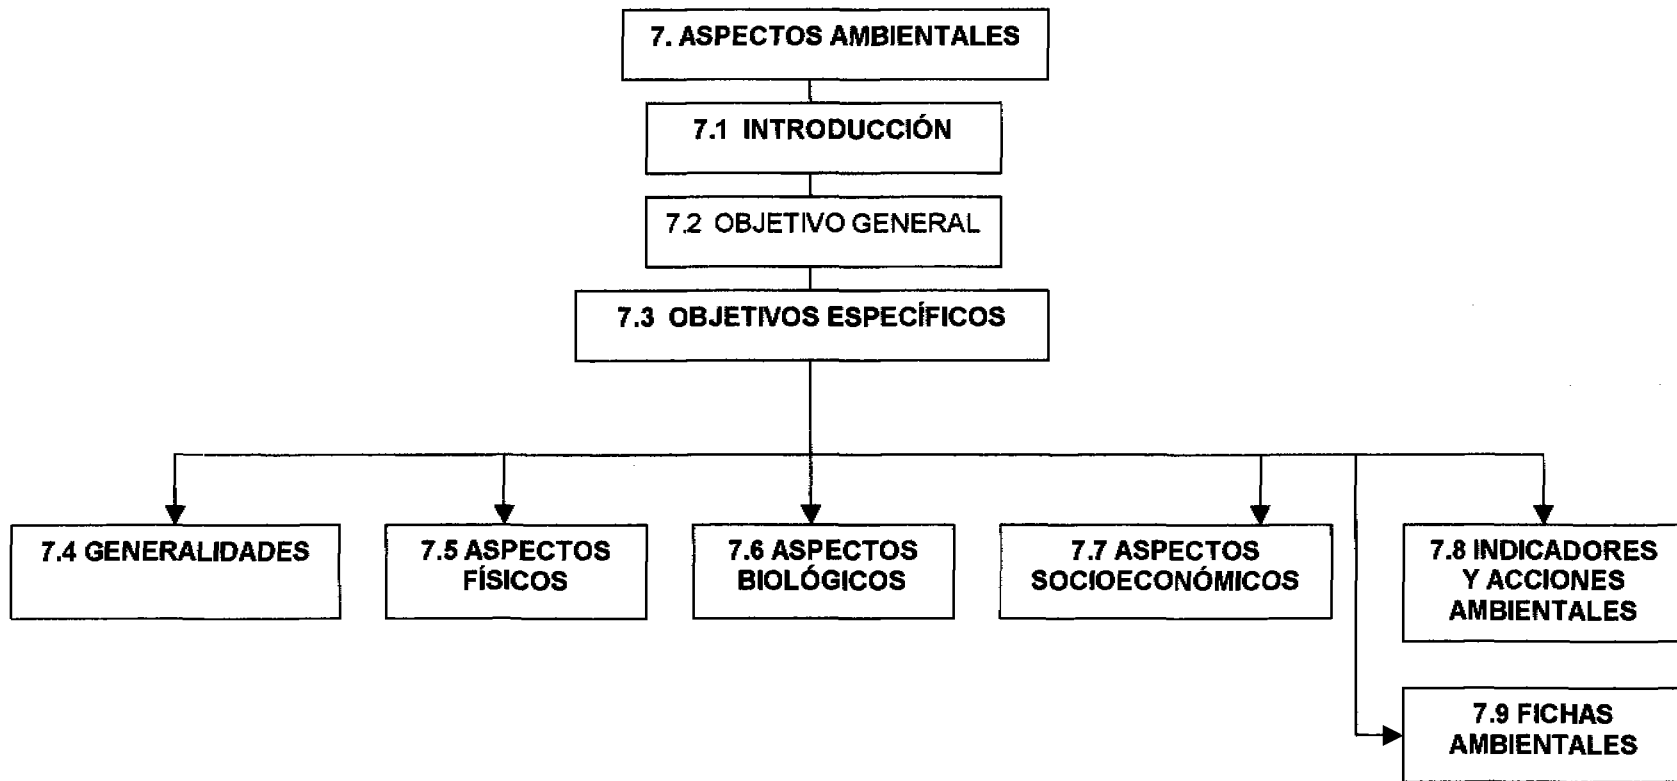 7. ASPECTOS AMBIENTALES
7.1 INTRODUCCIÓN
7.2 OBJETIVO GENERAL
7.3 OBJETIVOS ESPECÍFICOS
7.4 GENERALIDADES
7.5 ASPECTOS
FÍSICOS
7.6 ASPECTOS
BIOLÓGICOS
7.7 ASPECTOS
SOCIOECONÓMICOS
7.8 INDICADORES
Y ACCIONES
AMBIENTALES
7.9 FICHAS
AMBIENTALES